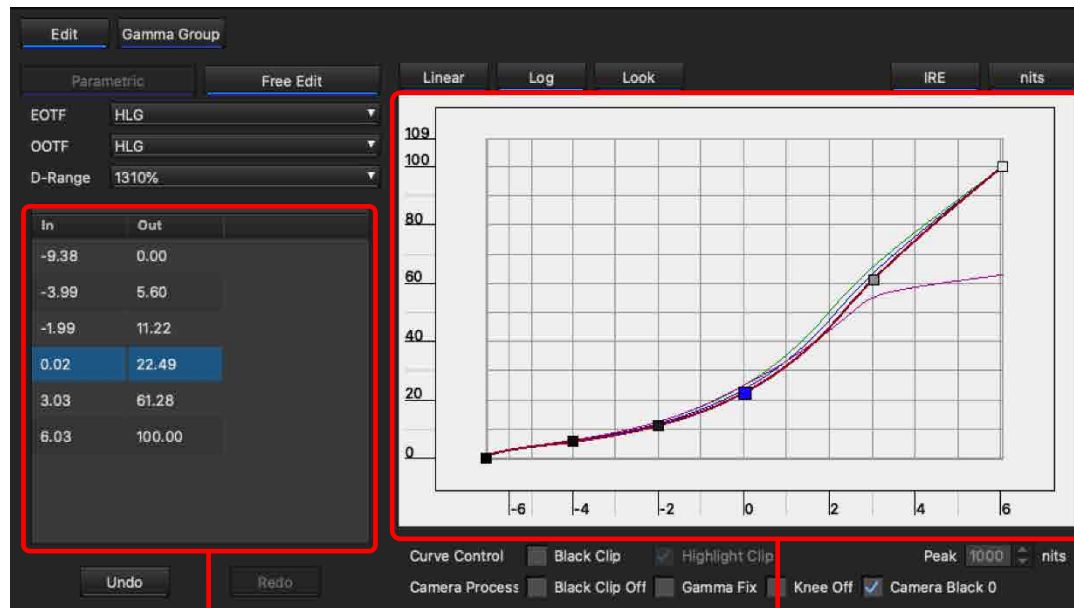 Edit Gamma Group
Parametric Free Edit Linear Log Look IRE nits
EOTF HLG
OOTF HLG
D-Range 1310%
In Out
-9.38 0.00
-3.99 5.60
-1.99 11.22
0.02 22.49
3.03 61.28
6.03 100.00
109
100
80
60
40
20
0
-6 -4 -2 0 2 4 6
Curve Control Black Clip Highlight Clip Peak 1000 nits
Undo Redo
Camera Process Black Clip Off Gamma Fix Knee Off Camera Black 0